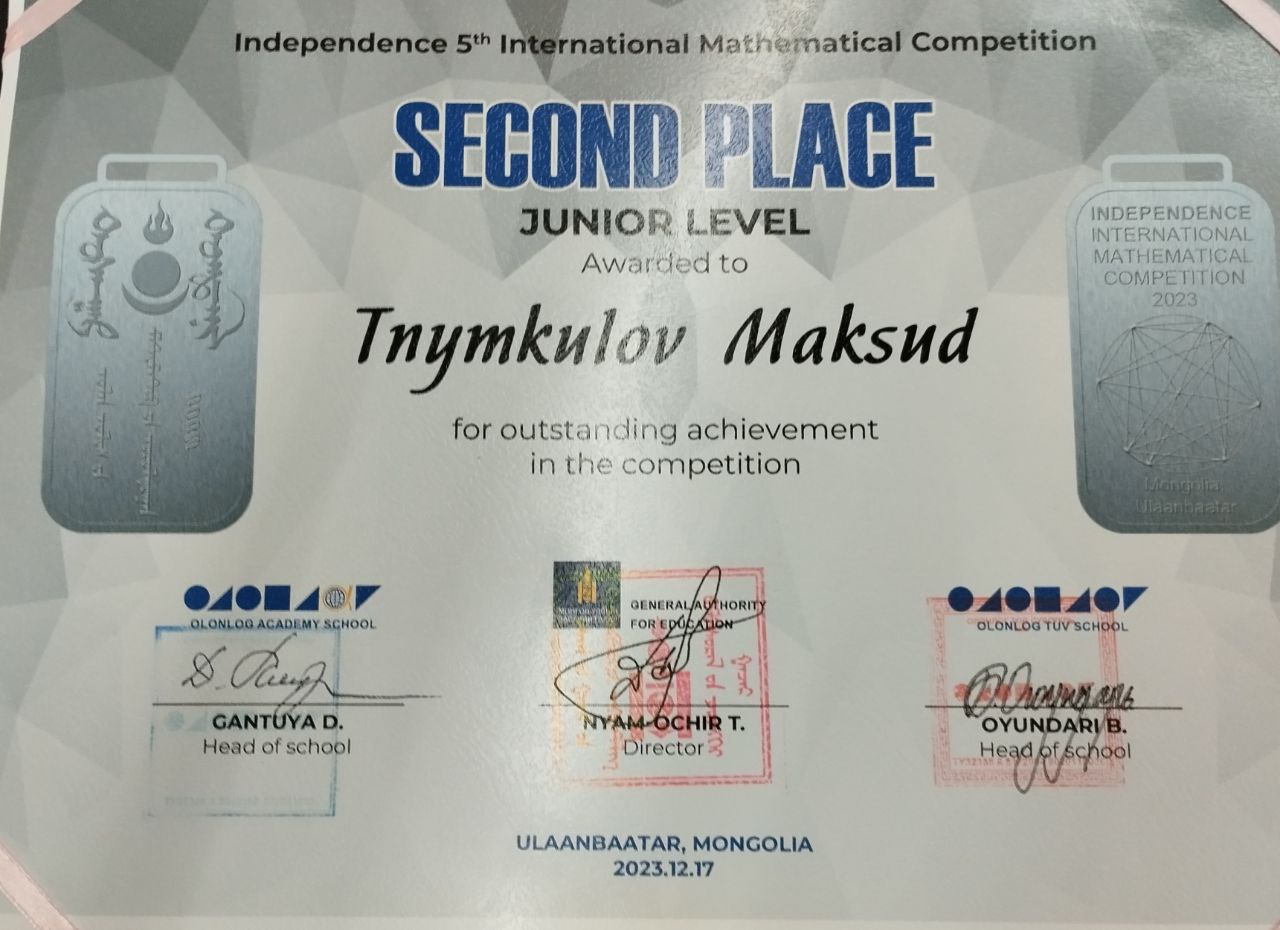 Independence 5th International Mathematical Competition
SECOND PLACE
JUNIOR LEVEL
Awarded to
Tnymkulov Maksud
for outstanding achievement
in the competition
INDEPENDENCE
INTERNATIONAL
MATHEMATICAL
COMPETITION
2023
Mongolia,
Ulaanbaatar
OLONLOG ACADEMY SCHOOL
GANTUYA D.
Head of school
GENERAL AUTHORITY
FOR EDUCATION
NYAM-OCHIR T.
Director
OLONLOG TUV SCHOOL
OYUNDARI B.
Head of school
ULAANBAATAR, MONGOLIA
2023.12.17